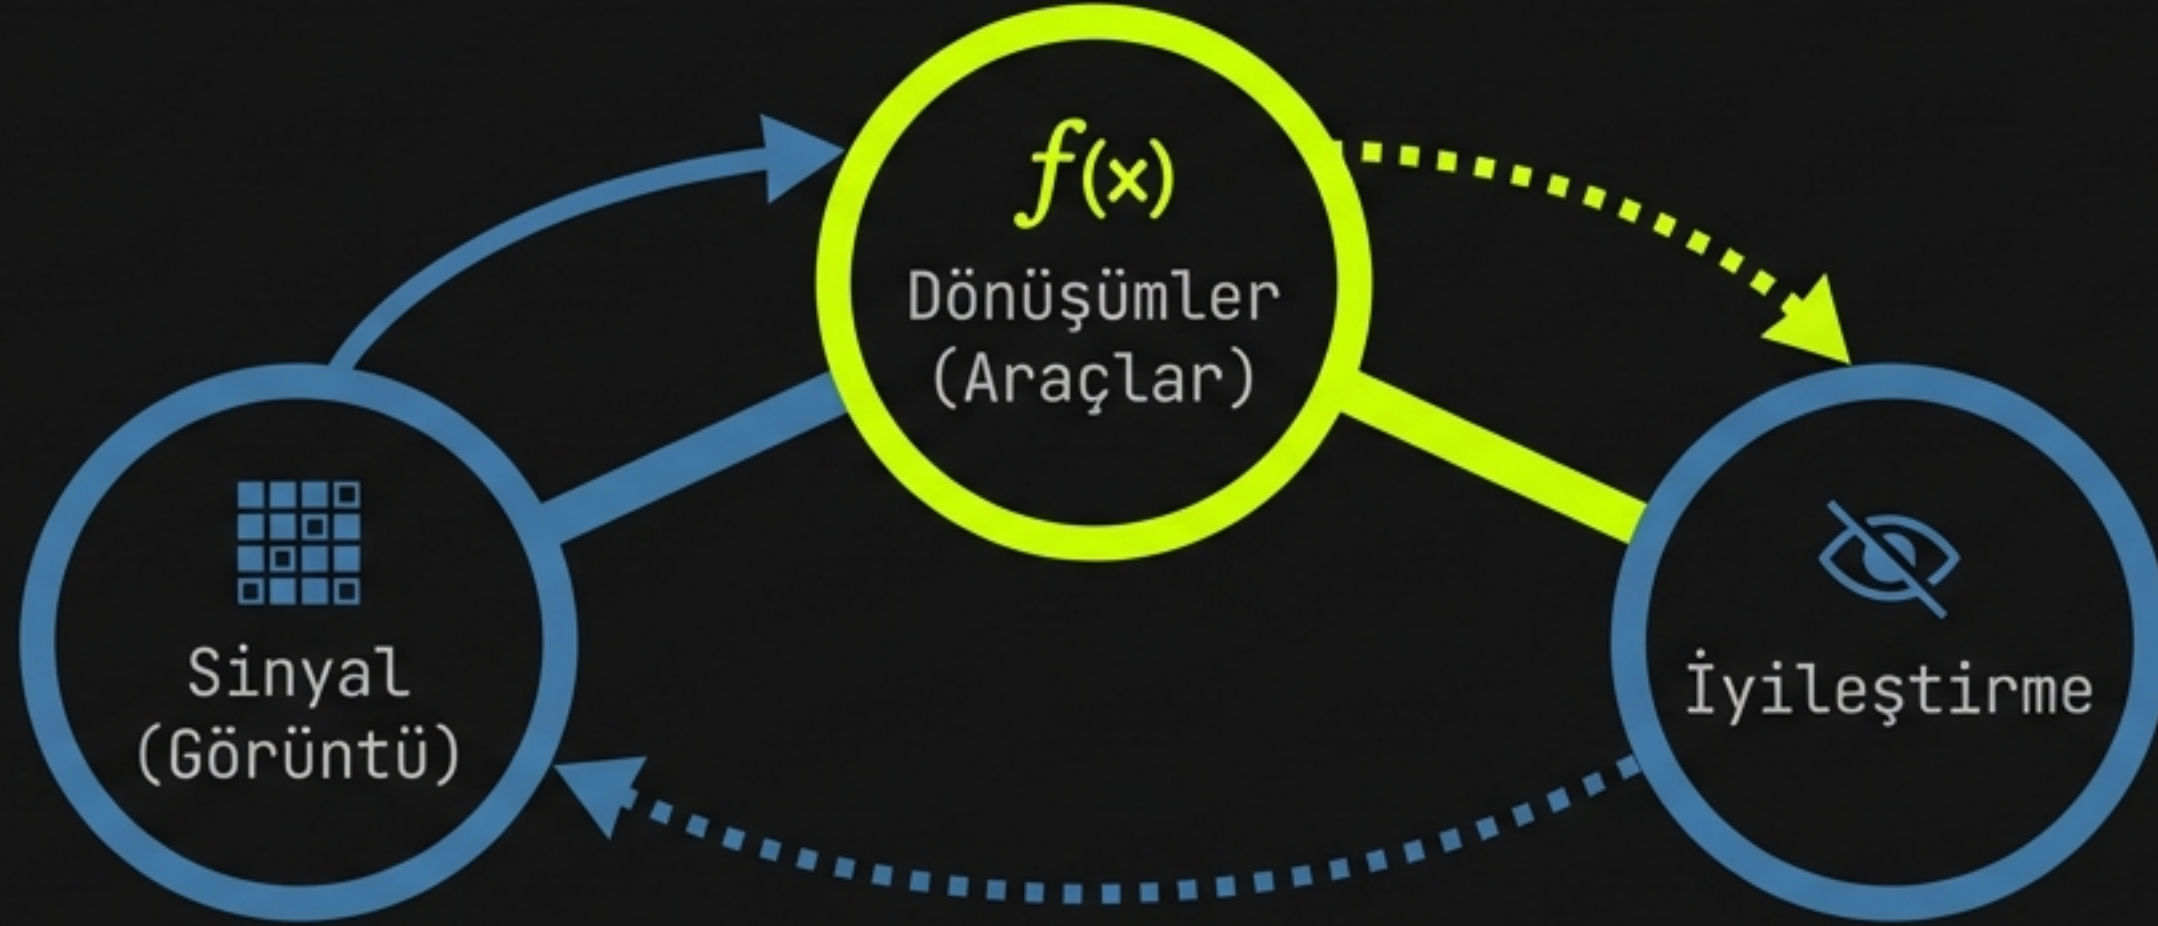 f(x)
Dönüşümler
(Araçlar)
Sinyal
(Görüntü)
İyileştirme